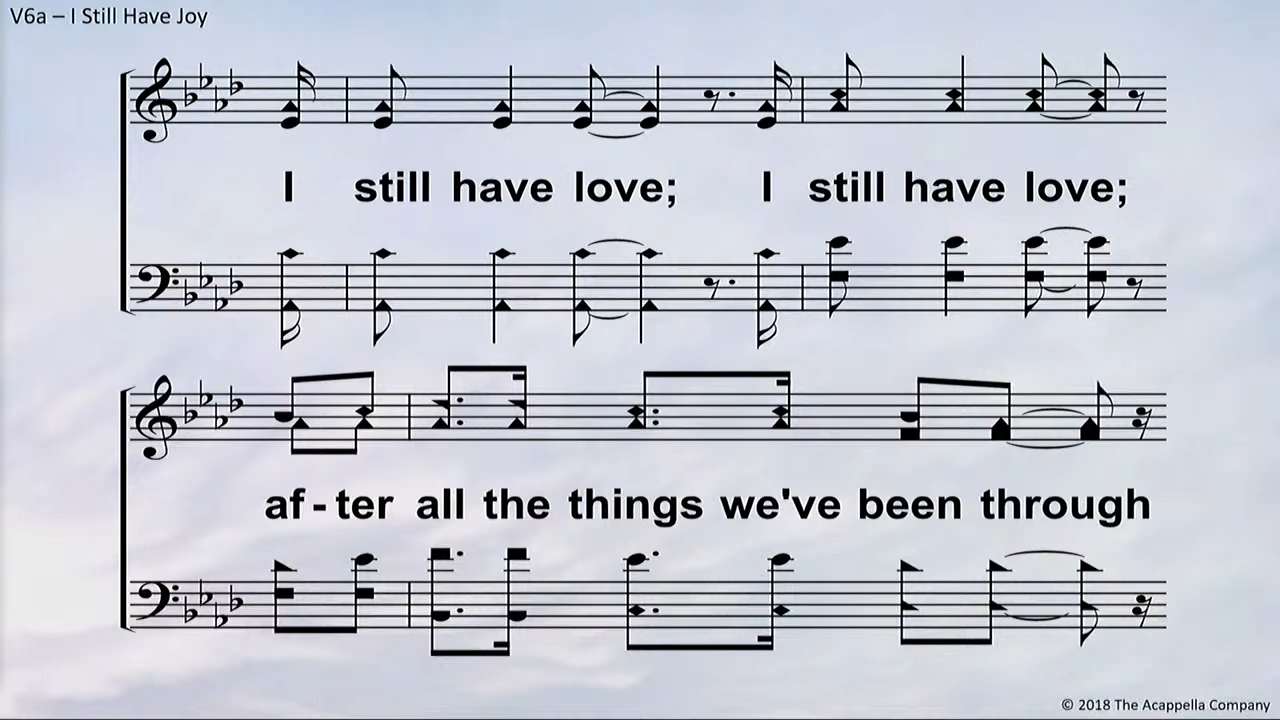 V6a – I Still Have Joy
I still have love; I still have love;
af - ter all the things we've been through
© 2018 The Acappella Company